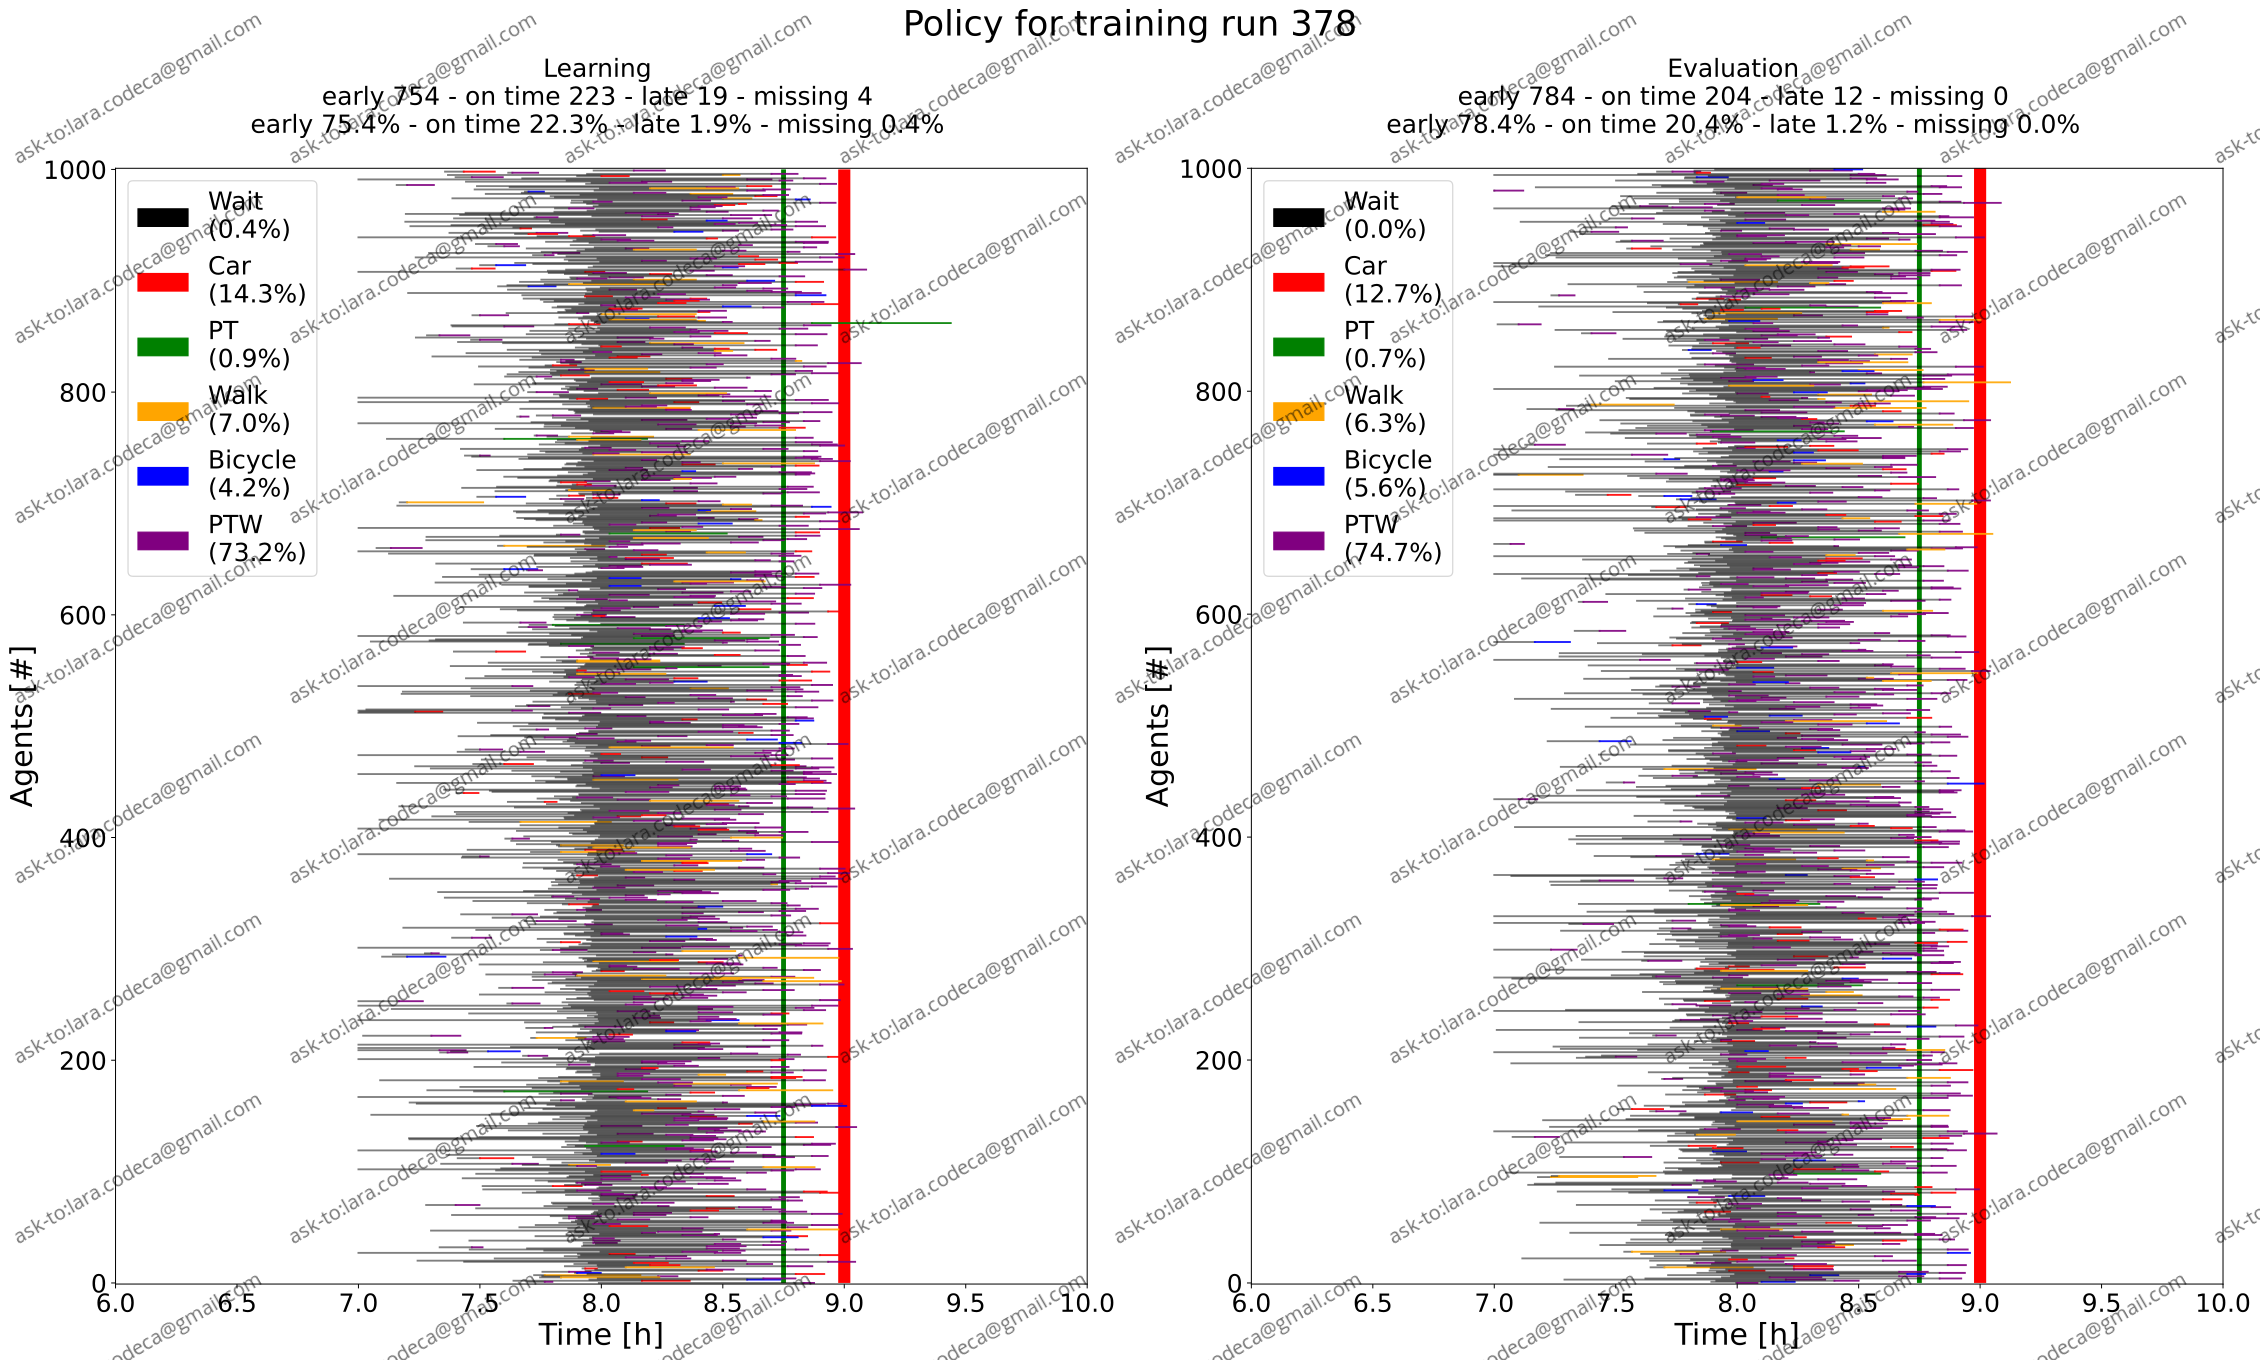 Policy for training run 378
Learning
early 754 - on time 223 - late 19 - missing 4
early 75.4% - on time 22.3% - late 1.9% - missing 0.4%
1000
800
600
400
200
0
Agents [#]
Wait
(0.4%)
Car
(14.3%)
PT
(0.9%)
Walk
(7.0%)
Bicycle
(4.2%)
PTW
(73.2%)
6.0 6.5 7.0 7.5 8.0 8.5 9.0 9.5 10.0
Time [h]
Evaluation
early 784 - on time 204 - late 12 - missing 0
early 78.4% - on time 20.4% - late 1.2% - missing 0.0%
1000
800
600
400
200
0
Agents [#]
Wait
(0.0%)
Car
(12.7%)
PT
(0.7%)
Walk
(6.3%)
Bicycle
(5.6%)
PTW
(74.7%)
6.0 6.5 7.0 7.5 8.0 8.5 9.0 9.5 10.0
Time [h]
ask-to:lara.codeca@gmail.com